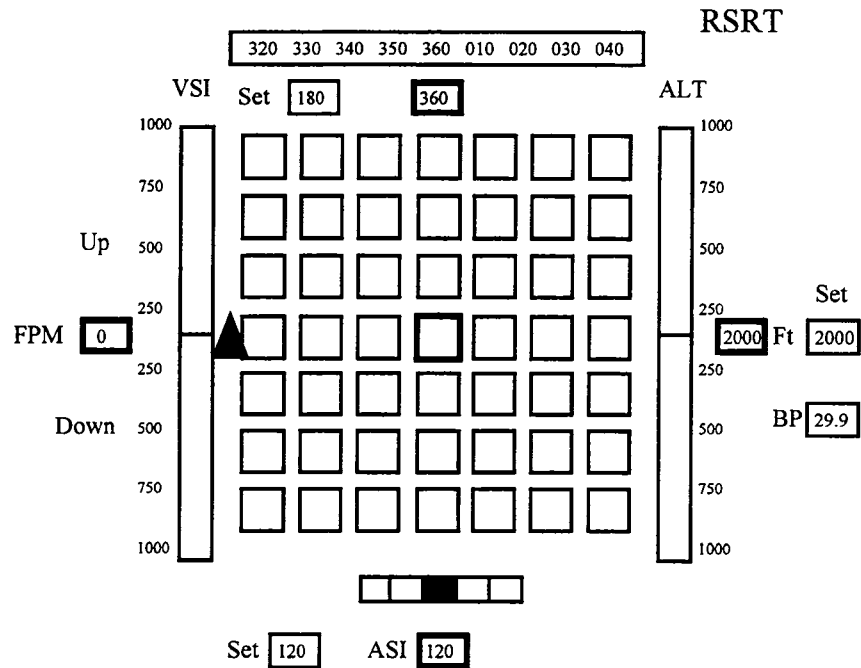 RSRT
320 330 340 350 360 010 020 030 040
VSI Set 180 360 ALT
1000 1000
750 750
Up 500 500
250 250 Set
FPM 0 2000 Ft 2000
250 250
Down 500 500 BP 29.9
750 750
1000 1000
Set 120 ASI 120